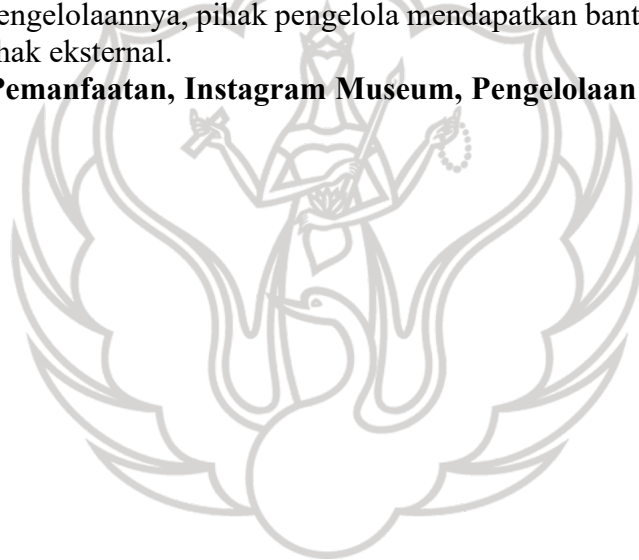 engelolaannya, pihak pengelola mendapatkan bant
hak eksternal.
Pemanfaatan, Instagram Museum, Pengelolaan